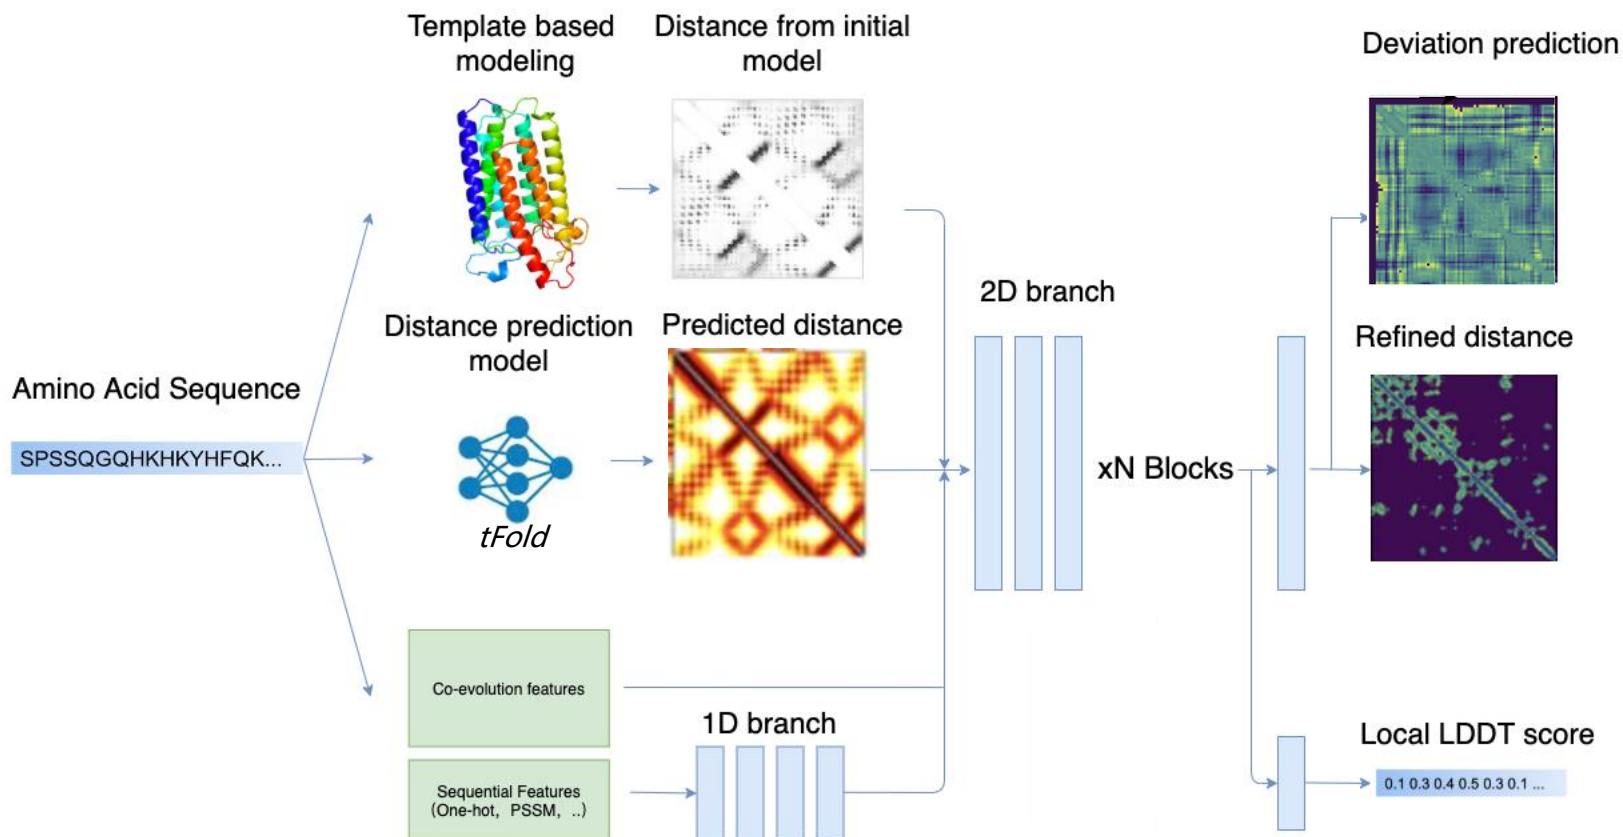 Template based
modeling
Distance from initial
model
Deviation prediction
Distance prediction
model
Predicted distance
2D branch
Refined distance
Amino Acid Sequence
SPSSQGQHKHKYHFQK...
tFold
xN Blocks
Co-evolution features
1D branch
Sequential Features
(One-hot, PSSM, ..)
Local LDDT score
0.1 0.3 0.4 0.5 0.3 0.1 ...